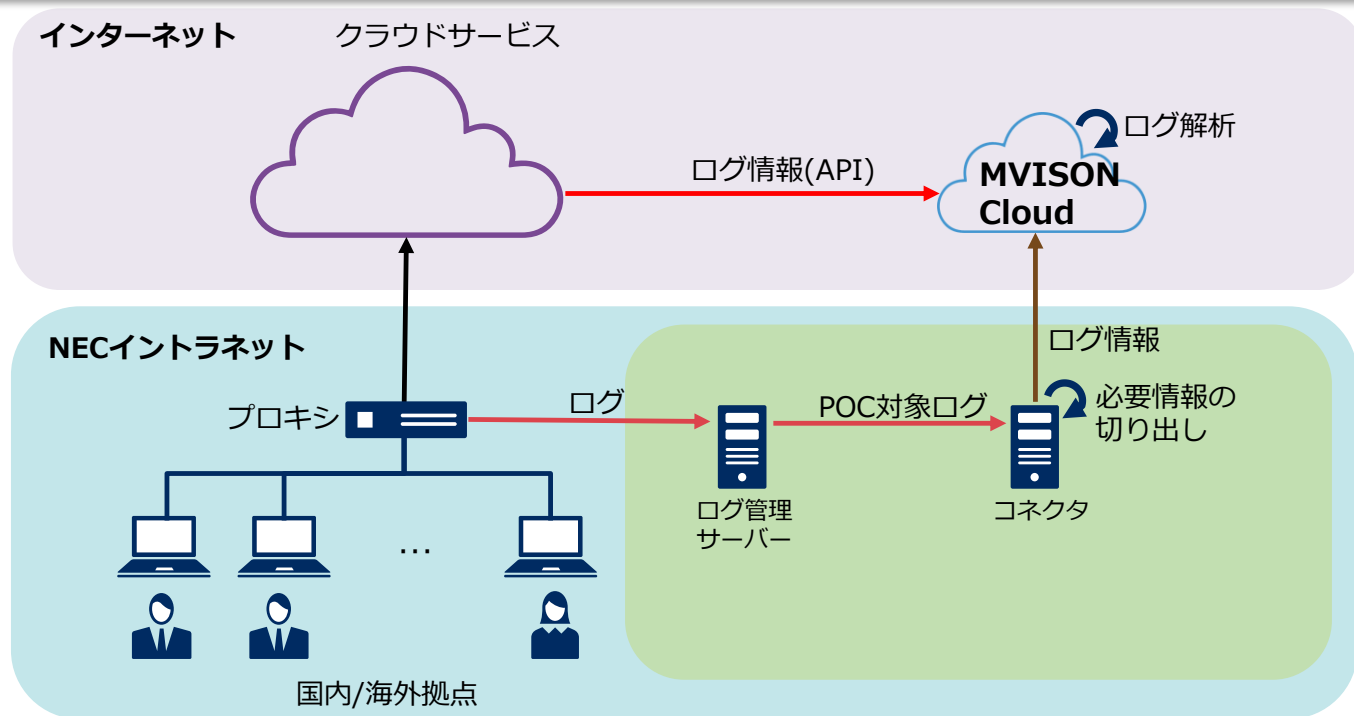 インターネット
クラウドサービス
ログ解析
ログ情報(API)
MVISON
Cloud
NECイントラネット
ログ情報
プロキシ
ログ
POC対象ログ
必要情報の
切り出し
ログ管理
サーバー
コネクタ
…
国内/海外拠点